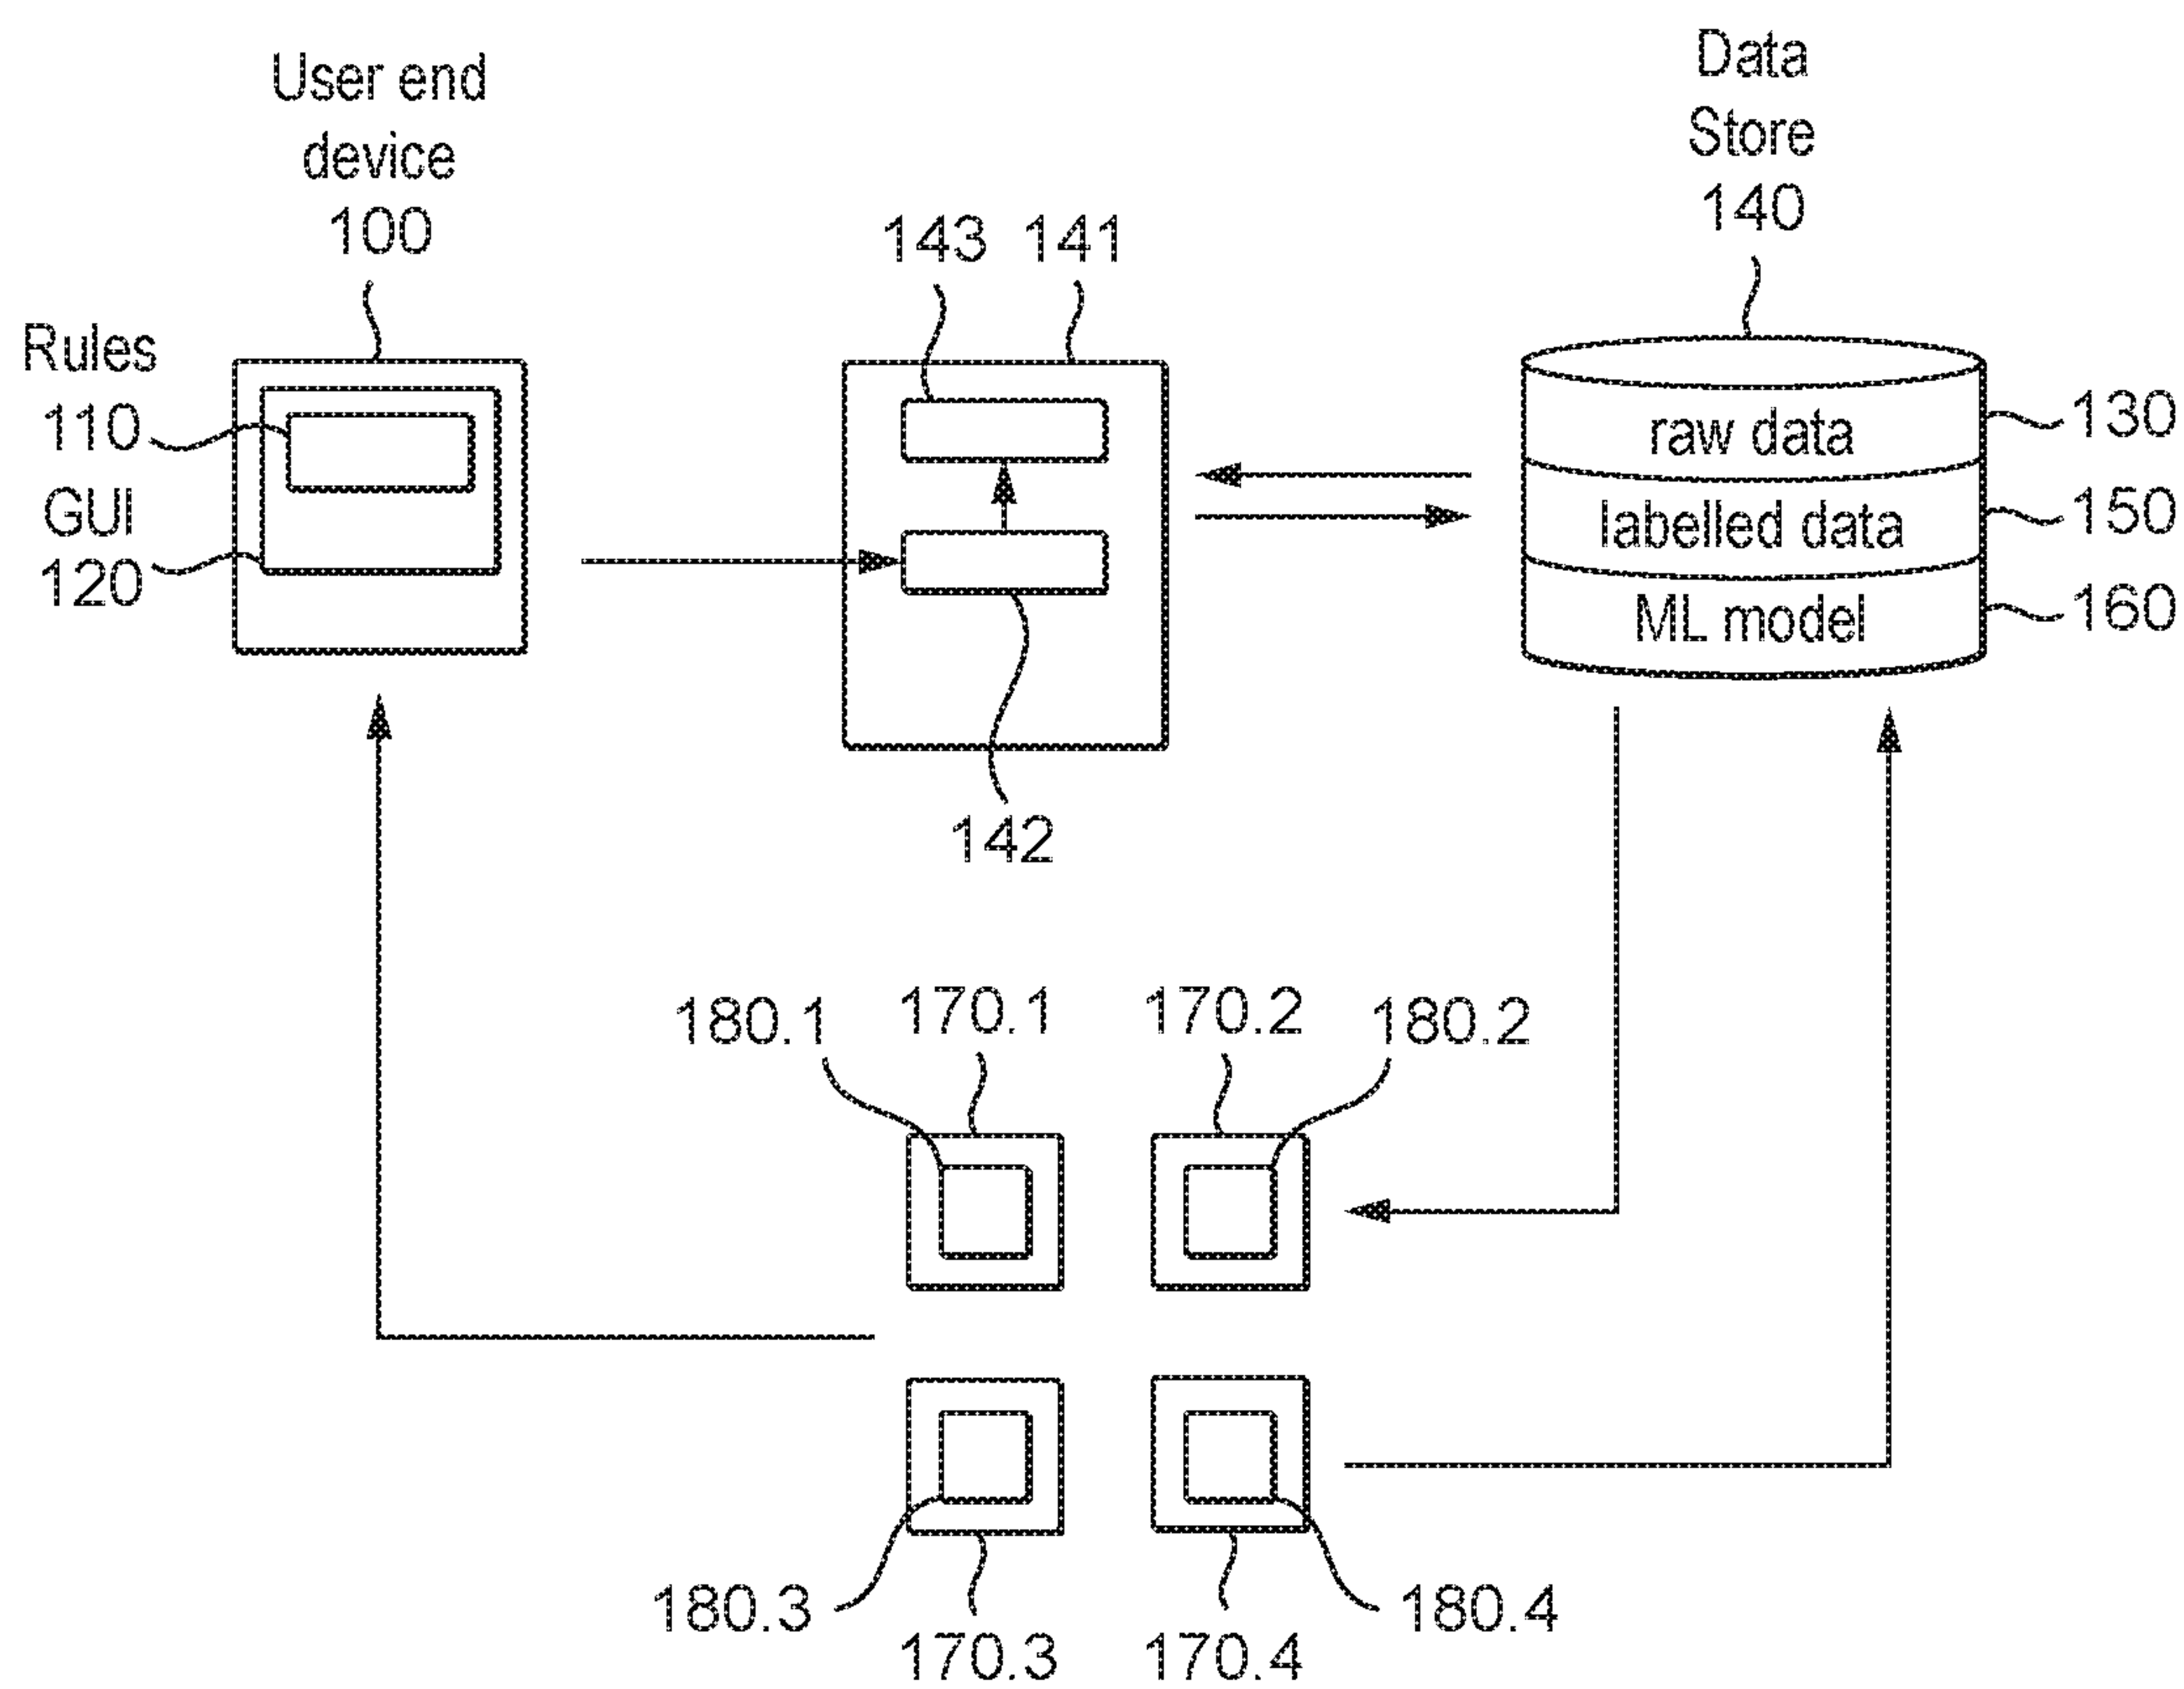 User end
device
100
Data
Store
140
143
141
Rules
110
GUI
120
raw data
130
labelled data
150
ML model
160
142
180.1
170.1
170.2
180.2
180.3
170.3
170.4
180.4